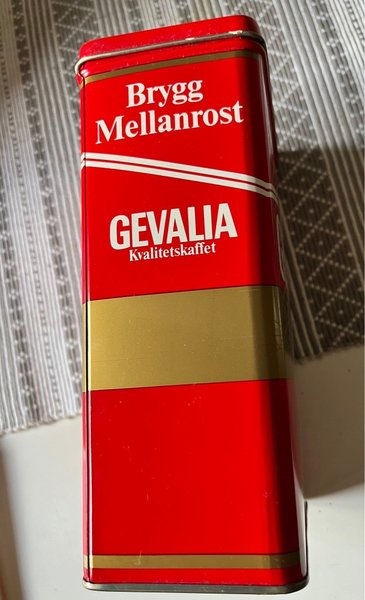 Brygg
Mellanrost
GEVALIA
Kvalitetskaffet